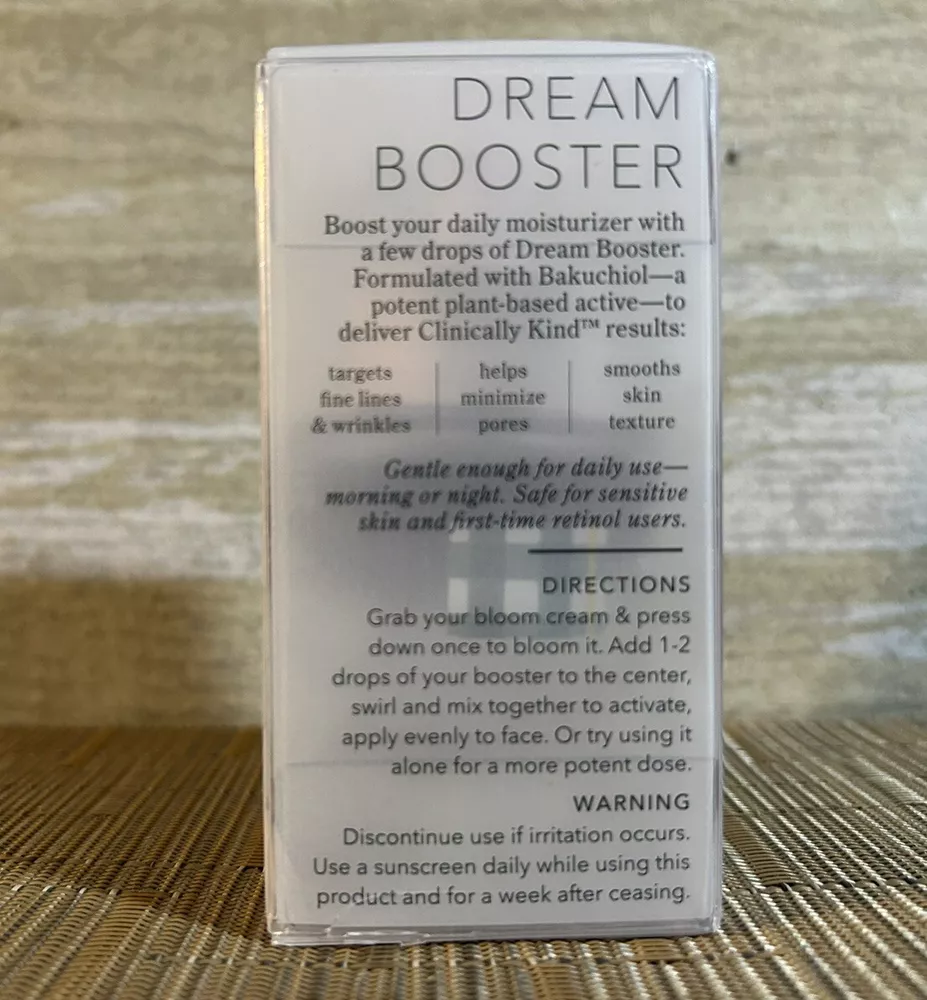 DREAM
BOOSTER
Boost your daily moisturizer with
a few drops of Dream Booster.
Formulated with Bakuchiol—a
potent plant-based active—to
deliver Clinically Kind™ results:
targets
fine lines
& wrinkles
helps
minimize
pores
smooths
skin
texture
Gentle enough for daily use—
morning or night. Safe for sensitive
skin and first-time retinol users.
DIRECTIONS
Grab your bloom cream & press
down once to bloom it. Add 1-2
drops of your booster to the center,
swirl and mix together to activate,
apply evenly to face. Or try using it
alone for a more potent dose.
WARNING
Discontinue use if irritation occurs.
Use a sunscreen daily while using this
product and for a week after ceasing.